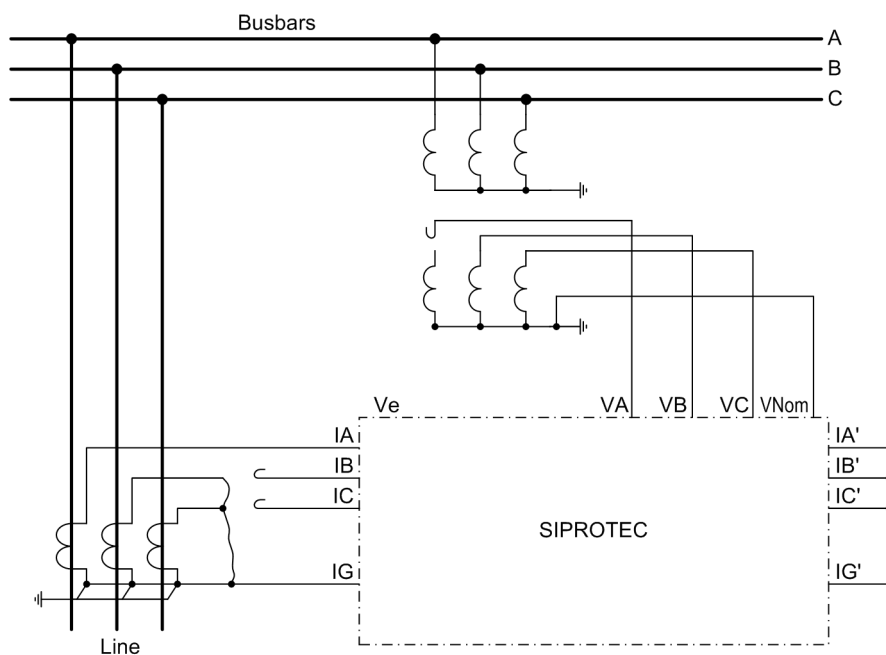 Busbars
A
B
C
Ve
VA
VB
VC
VNom
IA
IA'
IB
IB'
IC
IC'
SIPROTEC
IG
IG'
Line